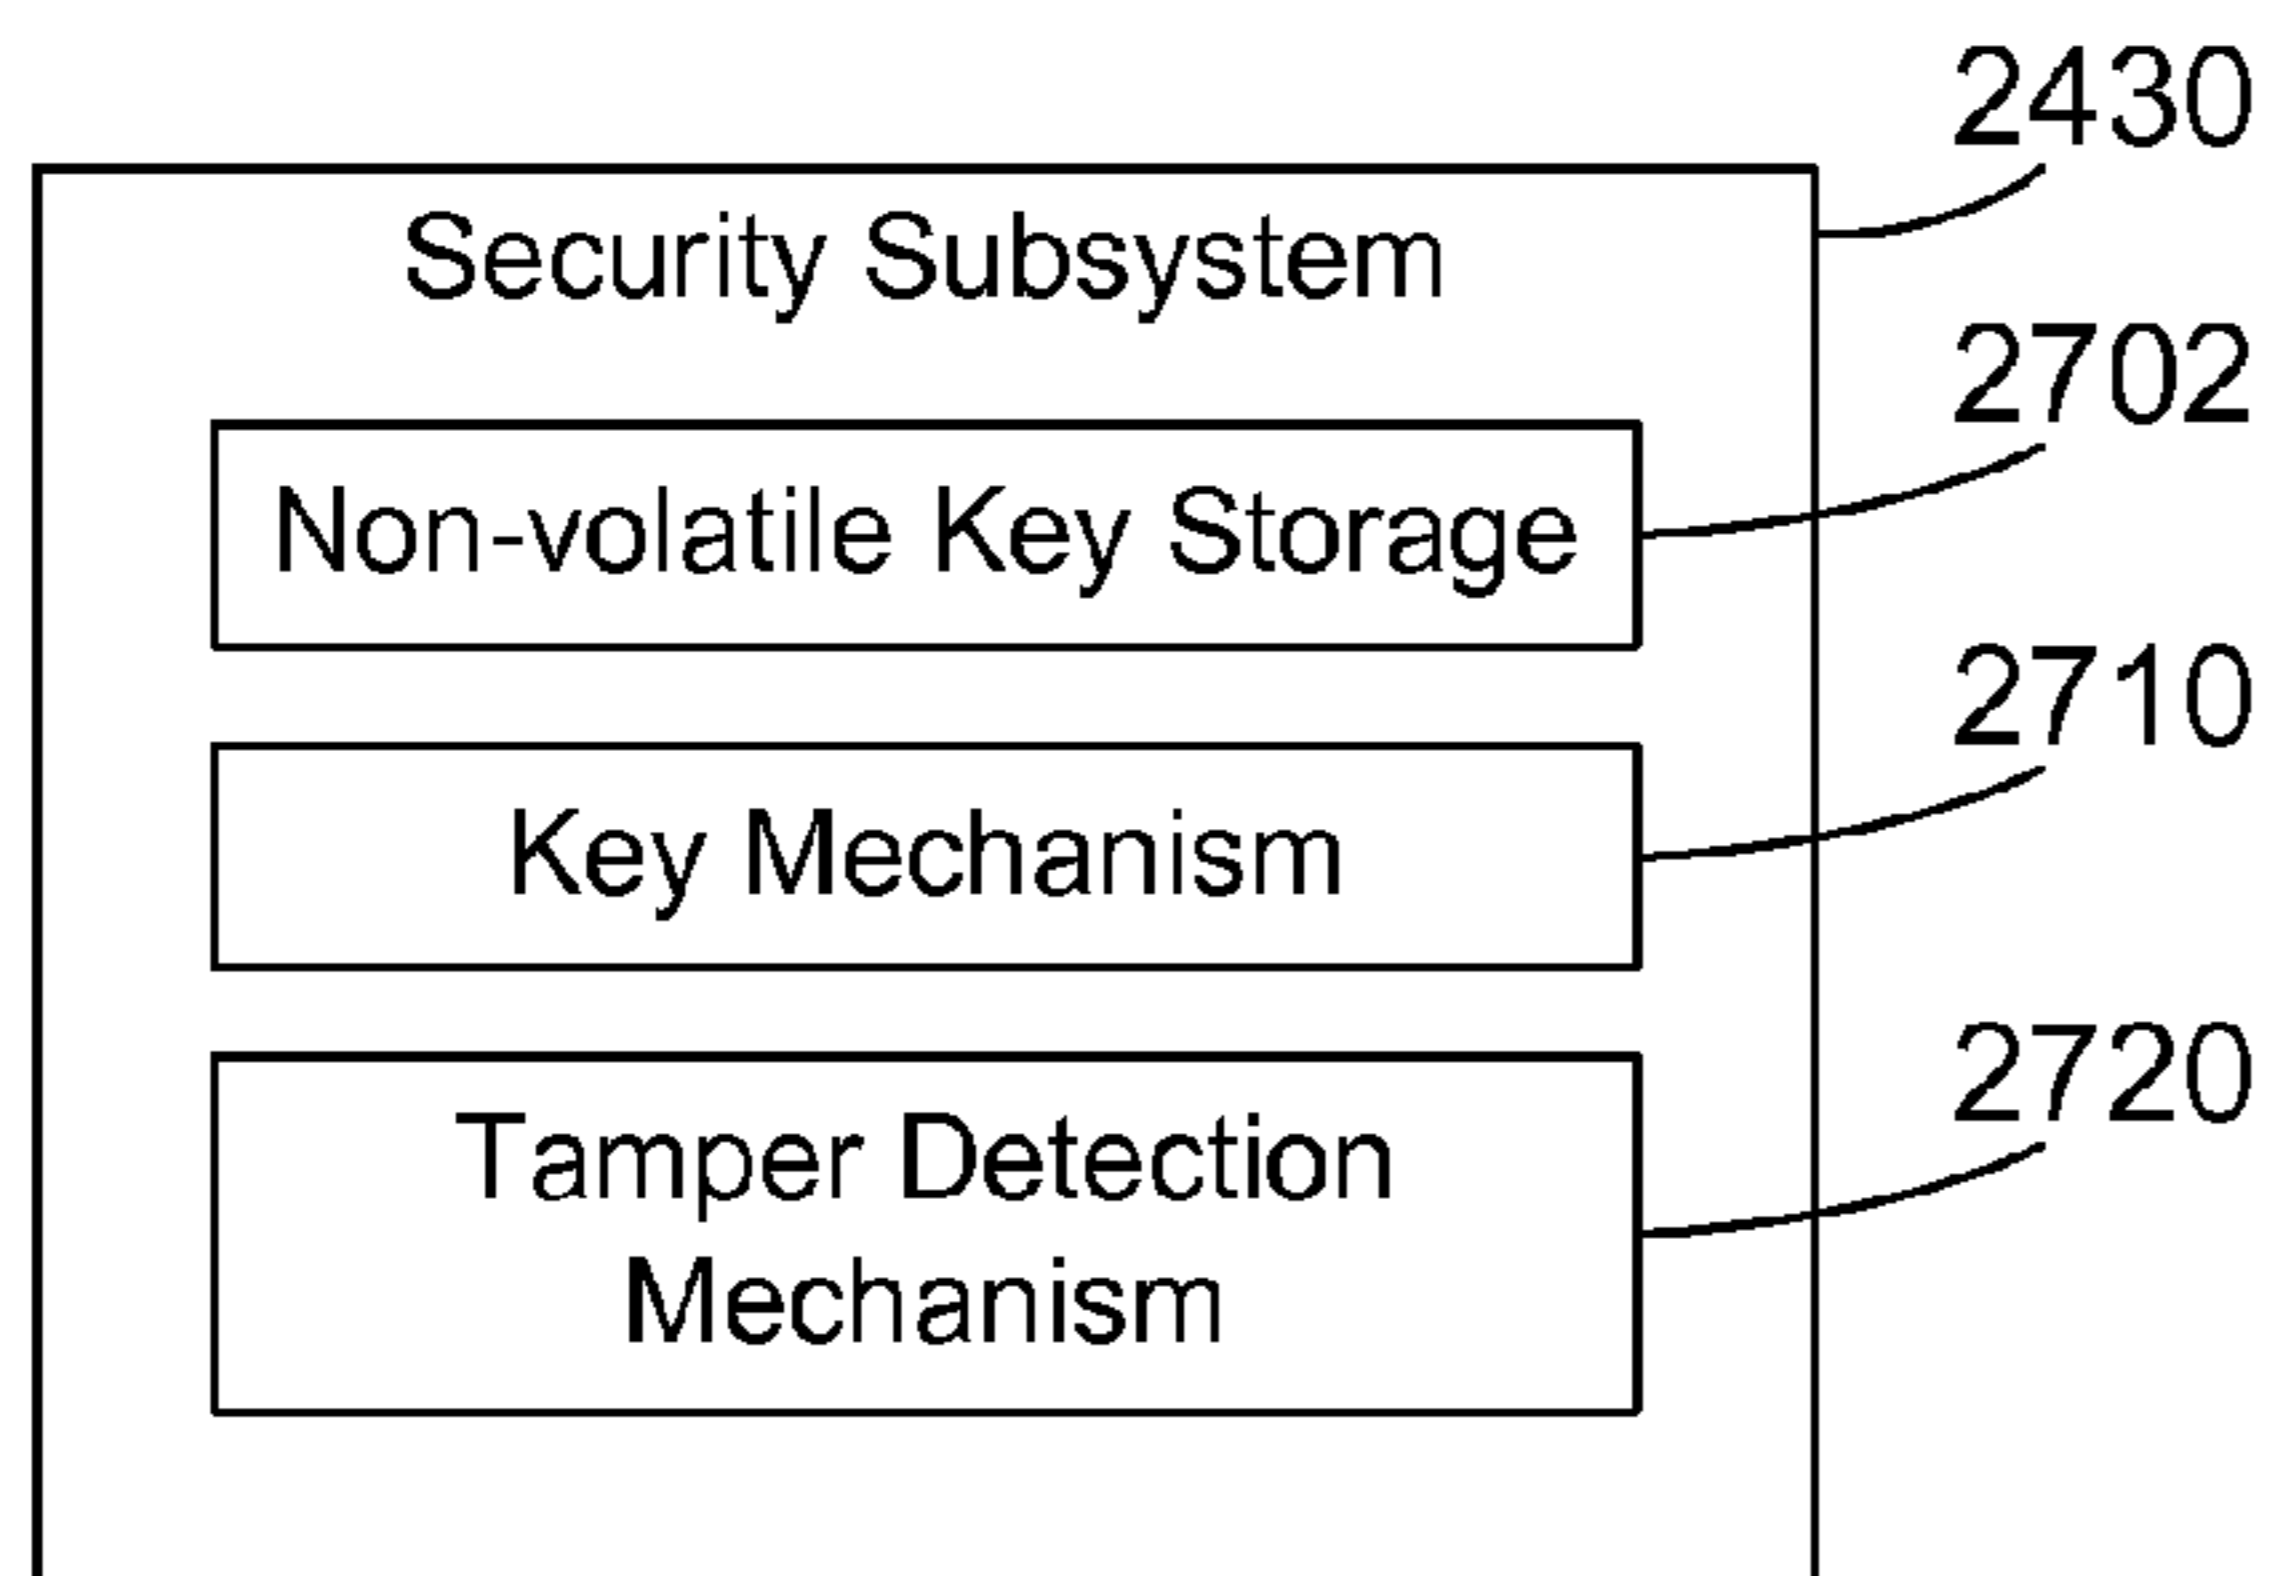 2430
Security Subsystem
2702
Non-volatile Key Storage
2710
Key Mechanism
2720
Tamper Detection
Mechanism